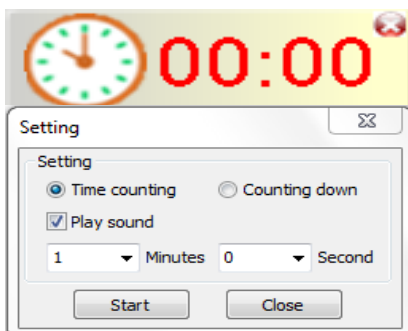 00:00
Setting
Setting
Time counting Counting down
Play sound
1 Minutes 0 Second
Start Close